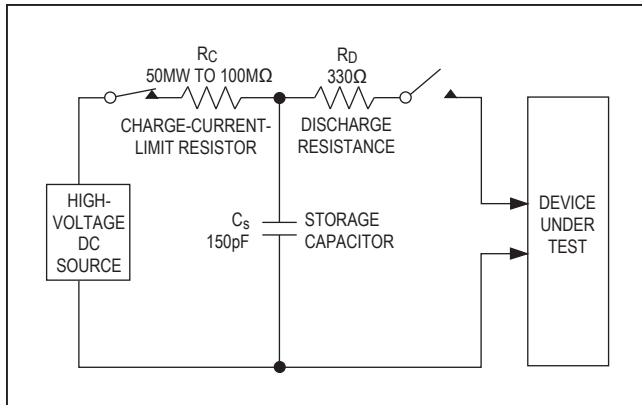 RC
50MW TO 100MΩ
CHARGE-CURRENT-
LIMIT RESISTOR
RD
330Ω
DISCHARGE
RESISTANCE
HIGH-
VOLTAGE
DC
SOURCE
Cs
150pF
STORAGE
CAPACITOR
DEVICE
UNDER
TEST